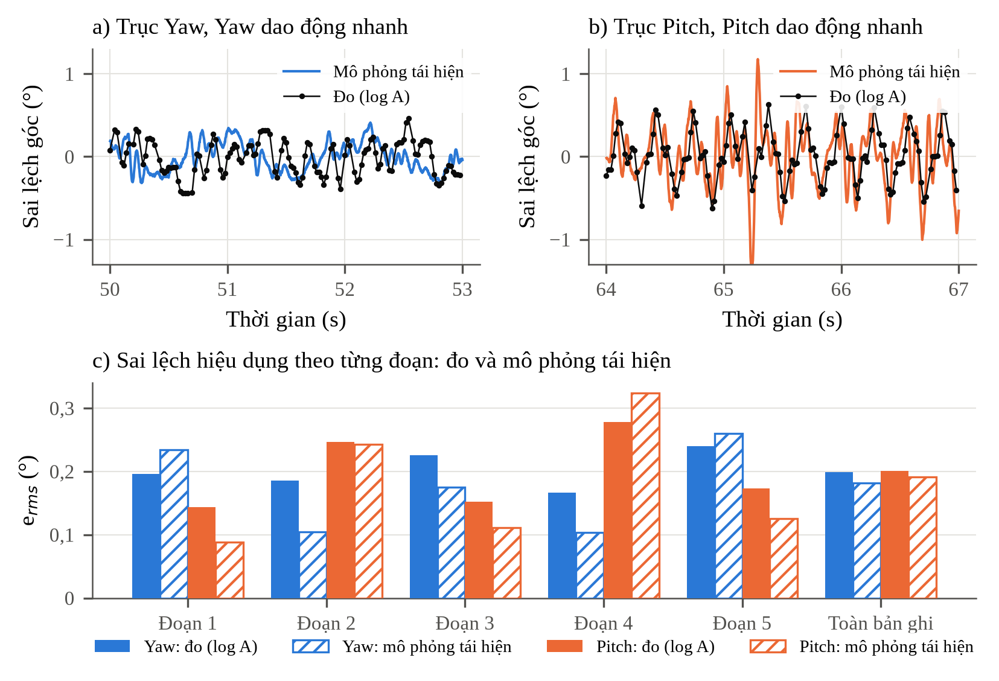 a) Trục Yaw, Yaw dao động nhanh
Sai lệch góc (°)
1
0
−1
Mô phỏng tái hiện
Đo (log A)
50 51 52 53
Thời gian (s)
b) Trục Pitch, Pitch dao động nhanh
Sai lệch góc (°)
1
0
−1
Mô phỏng tái hiện
Đo (log A)
64 65 66 67
Thời gian (s)
c) Sai lệch hiệu dụng theo từng đoạn: đo và mô phỏng tái hiện
erms (°)
0,3
0,2
0,1
0
Đoạn 1 Đoạn 2 Đoạn 3 Đoạn 4 Đoạn 5 Toàn bản ghi
Yaw: đo (log A) Yaw: mô phỏng tái hiện Pitch: đo (log A) Pitch: mô phỏng tái hiện